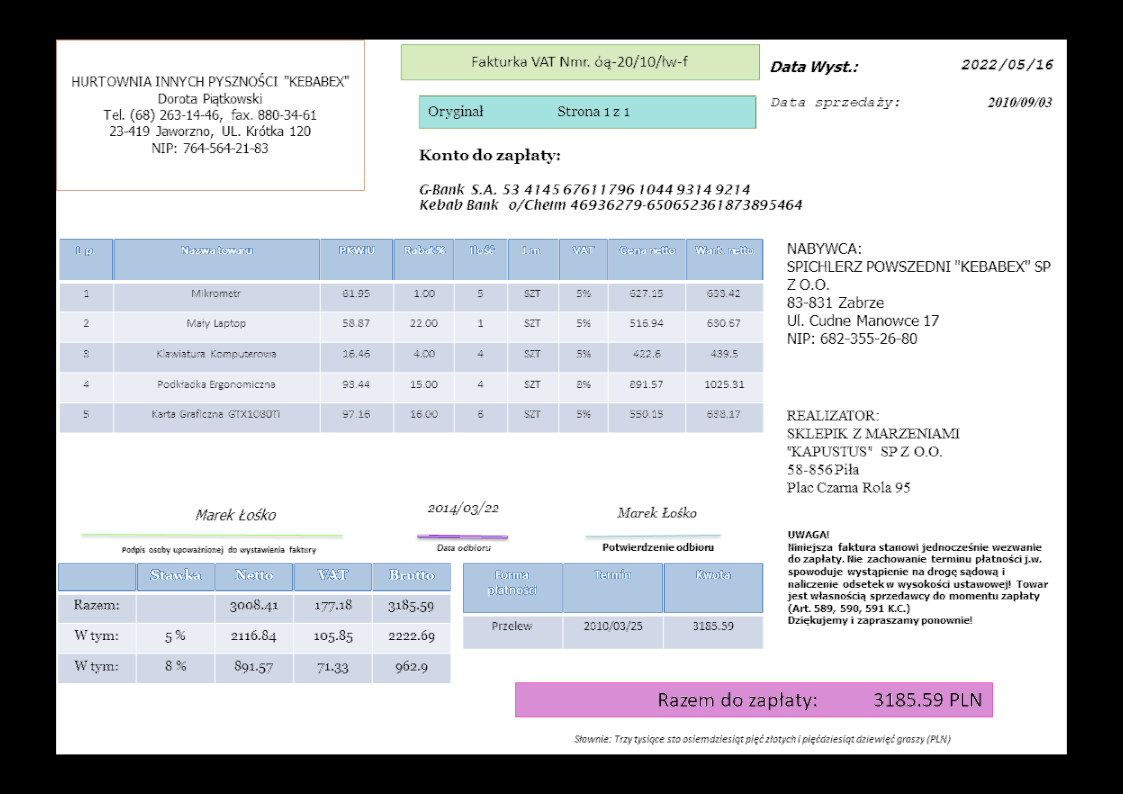 HURTOWNIA INNYCH PYSZNOŚCI "KEBABEX"
Dorota Piątkowski
Tel. (68) 263-14-46, fax. 880-34-61
23-419 Jaworzno, UL. Krótka 120
NIP: 764-564-21-83
Fakturka VAT Nmr. óą-20/10/łw-f
Oryginał Strona 1 z 1
Data Wyst.: 2022/05/16
Data sprzedaży: 2010/09/03
Konto do zapłaty:
G-Bank S.A. 53 4145 67611796 1044 9314 9214
Kebab Bank o/Chełm 46936279-650652361873895464
L.p. Nazwa towaru PKWiU Rabat% Ilość J.m VAT Cena netto Wart. netto
1 Mikrometr 61.95 1.00 5 SZT 5% 627.15 633.42
2 Mały Laptop 58.87 22.00 1 SZT 5% 516.94 630.67
3 Klawiatura Komputerowa 16.46 4.00 4 SZT 5% 422.6 439.5
4 Podkładka Ergonomiczna 93.44 15.00 4 SZT 8% 891.57 1025.31
5 Karta Graficzna GTX1080Ti 97.16 16.00 6 SZT 5% 550.15 638.17
NABYWCA:
SPICHLERZ POWSZEDNI "KEBABEX" SP
Z O.O.
83-831 Zabrze
Ul. Cudne Manowce 17
NIP: 682-355-26-80
REALIZATOR:
SKLEPIK Z MARZENIAMI
"KAPUSTUS" SP Z O.O.
58-856 Piła
Plac Czarna Rola 95
Marek Łośko
Podpis osoby upoważnionej do wystawienia faktury
2014/03/22
Data odbioru
Marek Łośko
Potwierdzenie odbioru
UWAGA!
Niniejsza faktura stanowi jednocześnie wezwanie
do zapłaty. Nie zachowanie terminu płatności j.w.
spowoduje wystąpienie na drogę sądową i
naliczenie odsetek w wysokości ustawowej! Towar
jest własnością sprzedawcy do momentu zapłaty
(Art. 589, 590, 591 K.C.)
Dziękujemy i zapraszamy ponownie!
Stawka Netto VAT Brutto
Razem: 3008.41 177.18 3185.59
W tym: 5 % 2116.84 105.85 2222.69
W tym: 8 % 891.57 71.33 962.9
Forma
płatności Termin Kwota
Przelew 2010/03/25 3185.59
Razem do zapłaty: 3185.59 PLN
Słownie: Trzy tysiące sto osiemdziesiąt pięć złotych i pięćdziesiąt dziewięć groszy (PLN)